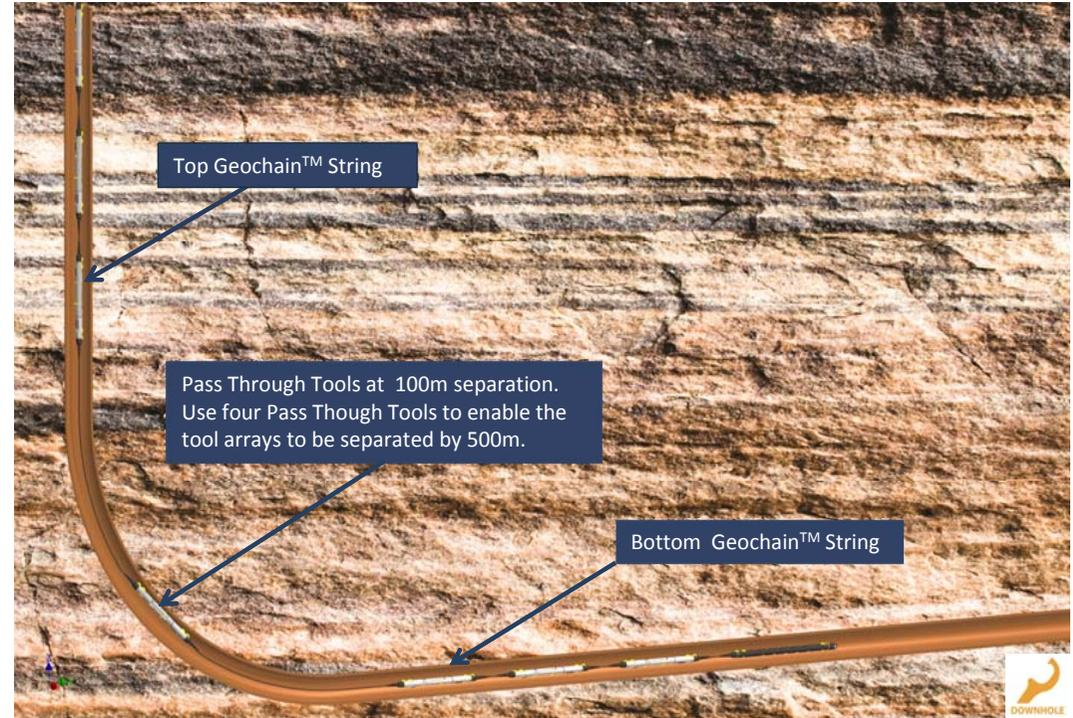 Top Geochain™ String
Pass Through Tools at 100m separation.
Use four Pass Though Tools to enable the
tool arrays to be separated by 500m.
Bottom Geochain™ String
DOWNHOLE